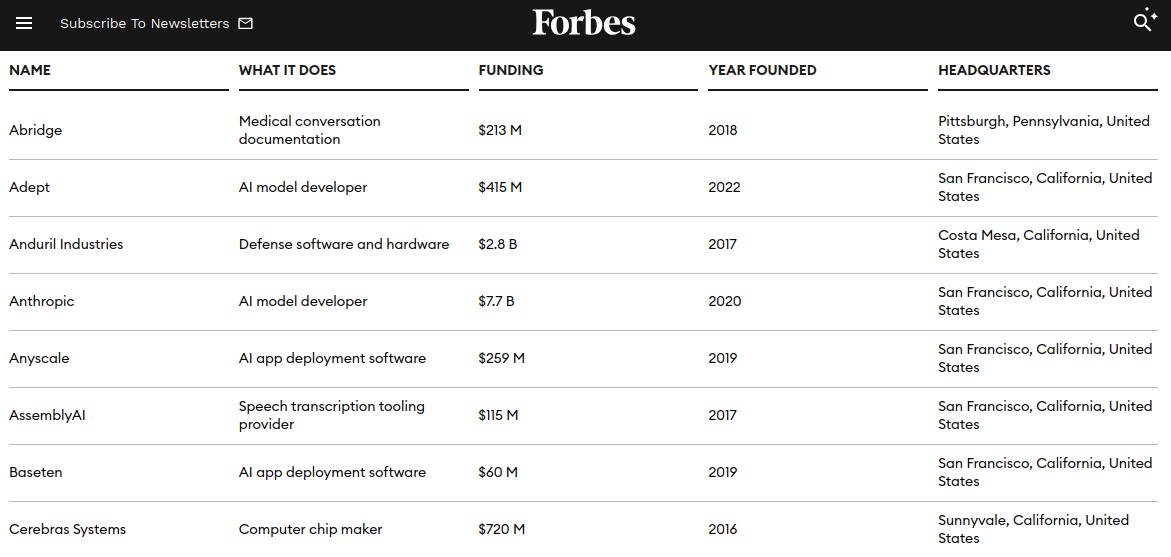 Subscribe To Newsletters
Forbes
NAME WHAT IT DOES FUNDING YEAR FOUNDED HEADQUARTERS
Abridge Medical conversation documentation $213 M 2018 Pittsburgh, Pennsylvania, United States
Adept AI model developer $415 M 2022 San Francisco, California, United States
Anduril Industries Defense software and hardware $2.8 B 2017 Costa Mesa, California, United States
Anthropic AI model developer $7.7 B 2020 San Francisco, California, United States
Anyscale AI app deployment software $259 M 2019 San Francisco, California, United States
AssemblyAI Speech transcription tooling provider $115 M 2017 San Francisco, California, United States
Baseten AI app deployment software $60 M 2019 San Francisco, California, United States
Cerebras Systems Computer chip maker $720 M 2016 Sunnyvale, California, United States